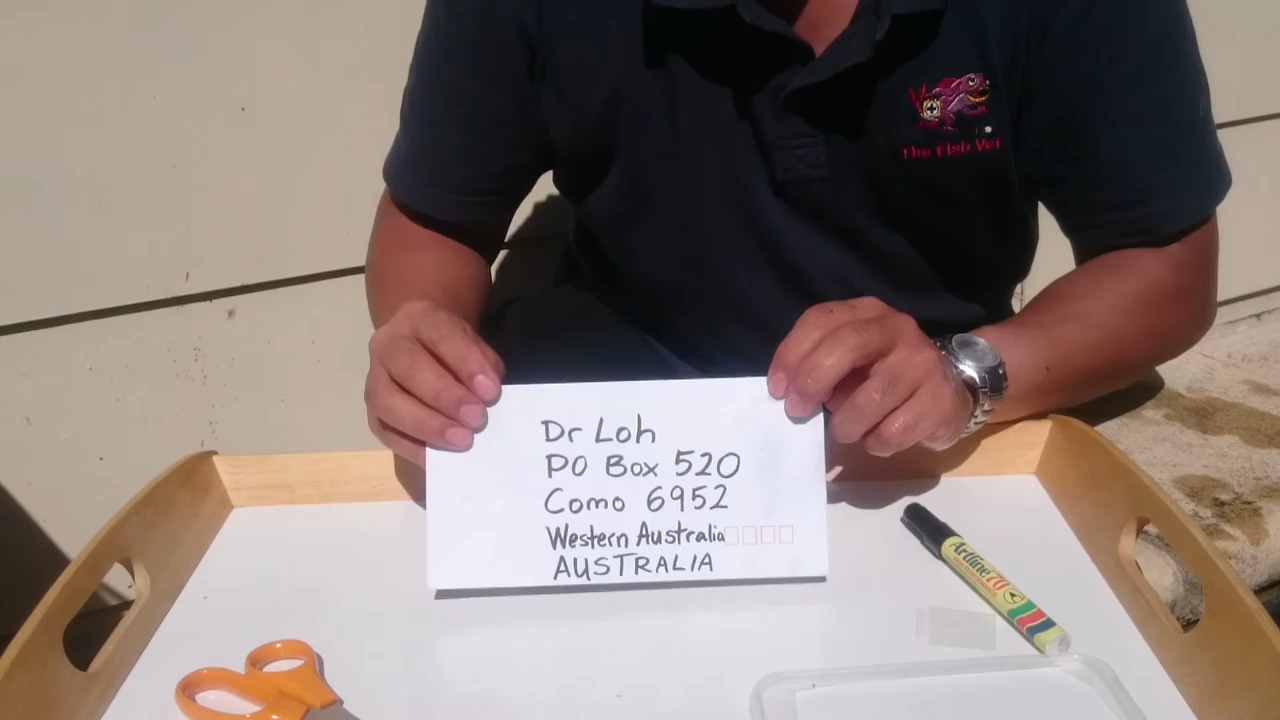 The Fish Vet
Dr Loh
PO Box 520
Como 6952
Western Australia
AUSTRALIA
Artline 70